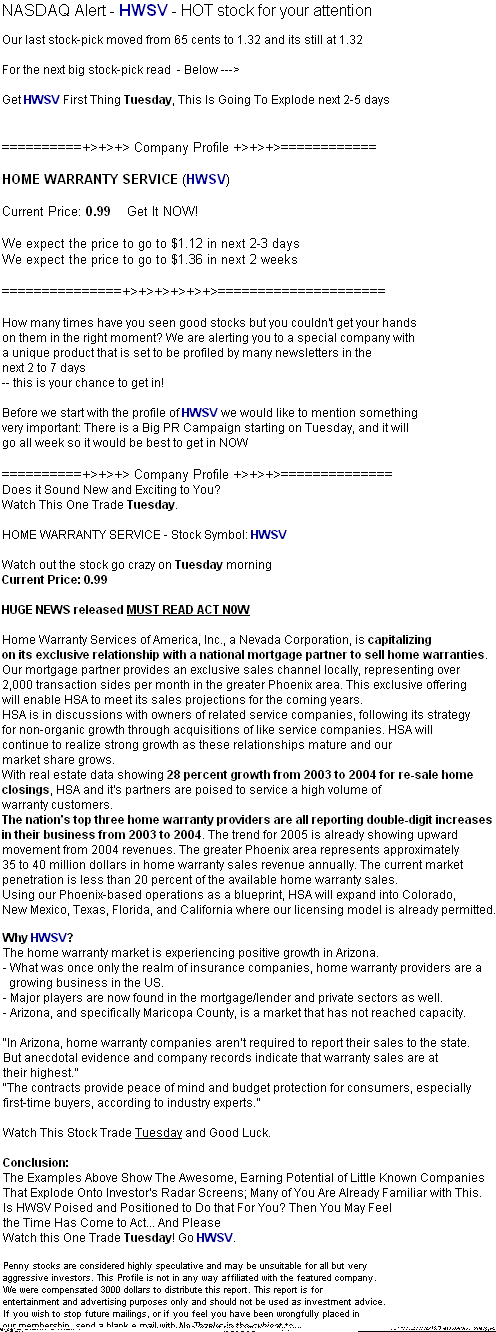 NASDAQ Alert - HWSV - HOT stock for your attention
Our last stock-pick moved from 65 cents to 1.32 and its still at 1.32
For the next big stock-pick read - Below --->
Get HWSV First Thing Tuesday, This Is Going To Explode next 2-5 days
==========+>+>+> Company Profile +>+>+>============
HOME WARRANTY SERVICE (HWSV)
Current Price: 0.99 Get It NOW!
We expect the price to go to $1.12 in next 2-3 days
We expect the price to go to $1.36 in next 2 weeks
===============+>+>+>+>+>+>=====================
How many times have you seen good stocks but you couldn't get your hands
on them in the right moment? We are alerting you to a special company with
a unique product that is set to be profiled by many newsletters in the
next 2 to 7 days
-- this is your chance to get in!
Before we start with the profile of HWSV we would like to mention something
very important: There is a Big PR Campaign starting on Tuesday, and it will
go all week so it would be best to get in NOW
==========+>+>+> Company Profile +>+>+>==============
Does it Sound New and Exciting to You?
Watch This One Trade Tuesday.
HOME WARRANTY SERVICE - Stock Symbol: HWSV
Watch out the stock go crazy on Tuesday morning
Current Price: 0.99
HUGE NEWS released MUST READ ACT N0W
Home Warranty Services of America, Inc., a Nevada Corporation, is capitalizing
on its exclusive relationship with a national mortgage partner to sell home warranties.
Our mortgage partner provides an exclusive sales channel locally, representing over
2,000 transaction sides per month in the greater Phoenix area. This exclusive offering
will enable HSA to meet its sales projections for the coming years.
HSA is in discussions with owners of related service companies, following its strategy
for non-organic growth through acquisitions of like service companies. HSA will
continue to realize strong growth as these relationships mature and our
market share grows.
With real estate data showing 28 percent growth from 2003 to 2004 for re-sale home
closings, HSA and it's partners are poised to service a high volume of
warranty customers.
The nation's top three home warranty providers are all reporting double-digit increases
in their business from 2003 to 2004. The trend for 2005 is already showing upward
movement from 2004 revenues. The greater Phoenix area represents approximately
35 to 40 million dollars in home warranty sales revenue annually. The current market
penetration is less than 20 percent of the available home warranty sales.
Using our Phoenix-based operations as a blueprint, HSA will expand into Colorado,
New Mexico, Texas, Florida, and California where our licensing model is already permitted.
Why HWSV?
The home warranty market is experiencing positive growth in Arizona.
- What was once only the realm of insurance companies, home warranty providers are a
growing business in the US.
- Major players are now found in the mortgage/lender and private sectors as well.
- Arizona, and specifically Maricopa County, is a market that has not reached capacity.
"In Arizona, home warranty companies aren't required to report their sales to the state.
But anecdotal evidence and company records indicate that warranty sales are at
their highest."
"The contracts provide peace of mind and budget protection for consumers, especially
first-time buyers, according to industry experts."
Watch This Stock Trade Tuesday and Good Luck.
Conclusion:
The Examples Above Show The Awesome, Earning Potential of Little Known Companies
That Explode Onto Investor's Radar Screens; Many of You Are Already Familiar with This.
Is HWSV Poised and Positioned to Do that For You? Then You May Feel
the Time Has Come to Act... And Please
Watch this One Trade Tuesday! Go HWSV.
Penny stocks are considered highly speculative and may be unsuitable for all but very
aggressive investors. This Profile is not in any way affiliated with the featured company.
We were compensated 3000 dollars to distribute this report. This report is for
entertainment and advertising purposes only and should not be used as investment advice.
If you wish to stop future mailings, or if you feel you have been wrongfully placed in
our membership, send a blank e mail with No Thanks in the